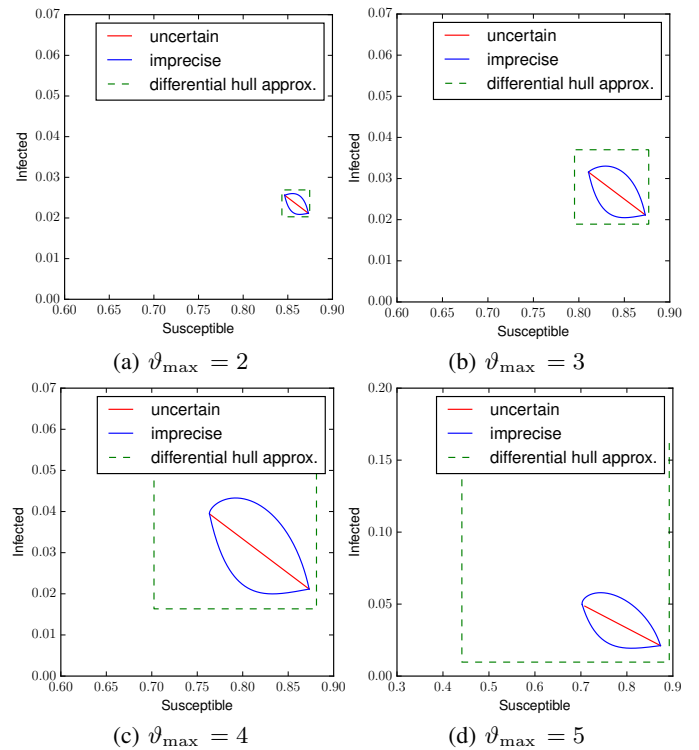 0.07
0.06
0.05
0.04
0.03
0.02
0.01
0.00
Infected
uncertain
imprecise
differential hull approx.
0.60 0.65 0.70 0.75 0.80 0.85 0.90
Susceptible
(a) ϑmax = 2
0.07
0.06
0.05
0.04
0.03
0.02
0.01
0.00
Infected
uncertain
imprecise
differential hull approx.
0.60 0.65 0.70 0.75 0.80 0.85 0.90
Susceptible
(b) ϑmax = 3
0.07
0.06
0.05
0.04
0.03
0.02
0.01
0.00
Infected
uncertain
imprecise
differential hull approx.
0.60 0.65 0.70 0.75 0.80 0.85 0.90
Susceptible
(c) ϑmax = 4
0.20
0.15
0.10
0.05
0.00
Infected
uncertain
imprecise
differential hull approx.
0.3 0.4 0.5 0.6 0.7 0.8 0.9
Susceptible
(d) ϑmax = 5